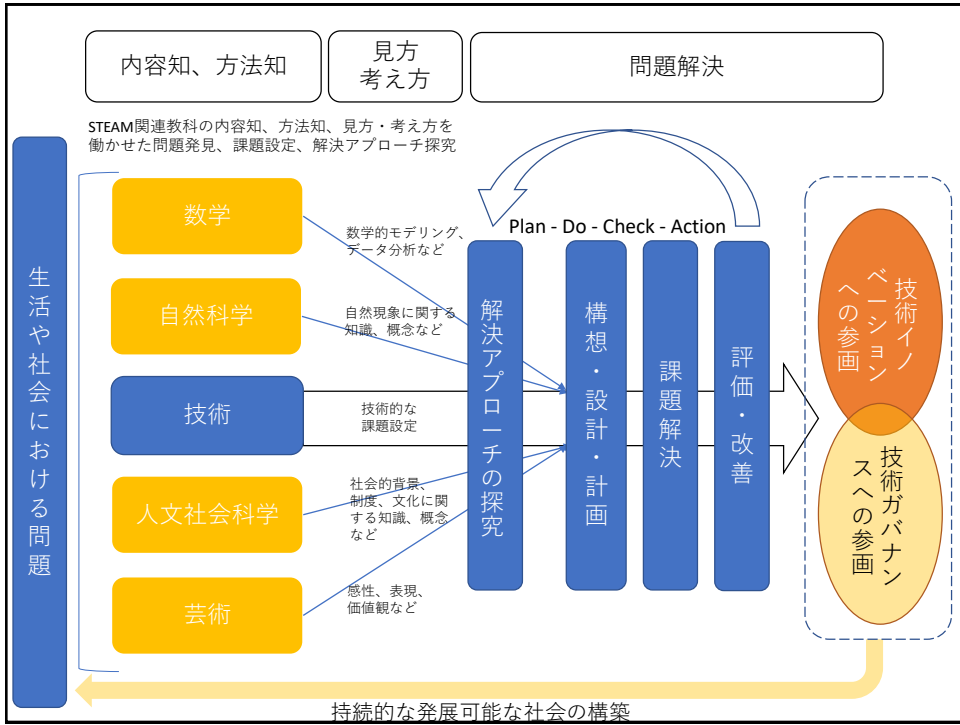 内容知、方法知
見方
考え方
問題解決
STEAM関連教科の内容知、方法知、見方・考え方を
働かせた問題発見、課題設定、解決アプローチ探究
生活や社会における問題
数学
自然科学
技術
人文社会科学
芸術
数学的モデリング、
データ分析など
自然現象に関する
知識、概念など
技術的な
課題設定
社会的背景、
制度、文化に関
する知識、概念
など
感性、表現、
価値観など
Plan - Do - Check - Action
解決アプローチの探究
構想・設計・計画
課題解決
評価・改善
技術イノ
ベーション
への参画
技術ガバナン
スへの参画
持続的な発展可能な社会の構築